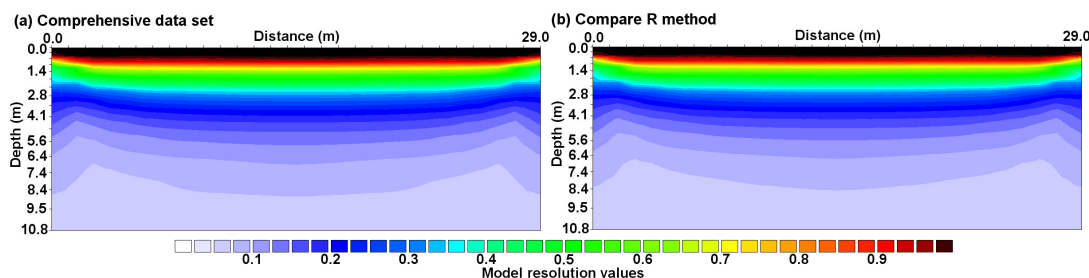 (a) Comprehensive data set
0.0 Distance (m) 29.0
0.0
1.4
2.8
4.1
5.6
6.4
7.4
8.4
9.5
10.8
Depth (m)
(b) Compare R method
0.0 Distance (m) 29.0
0.0
1.4
2.8
4.1
5.6
6.4
7.4
8.4
9.5
10.8
Depth (m)
0.1 0.2 0.3 0.4 0.5 0.6 0.7 0.8 0.9
Model resolution values